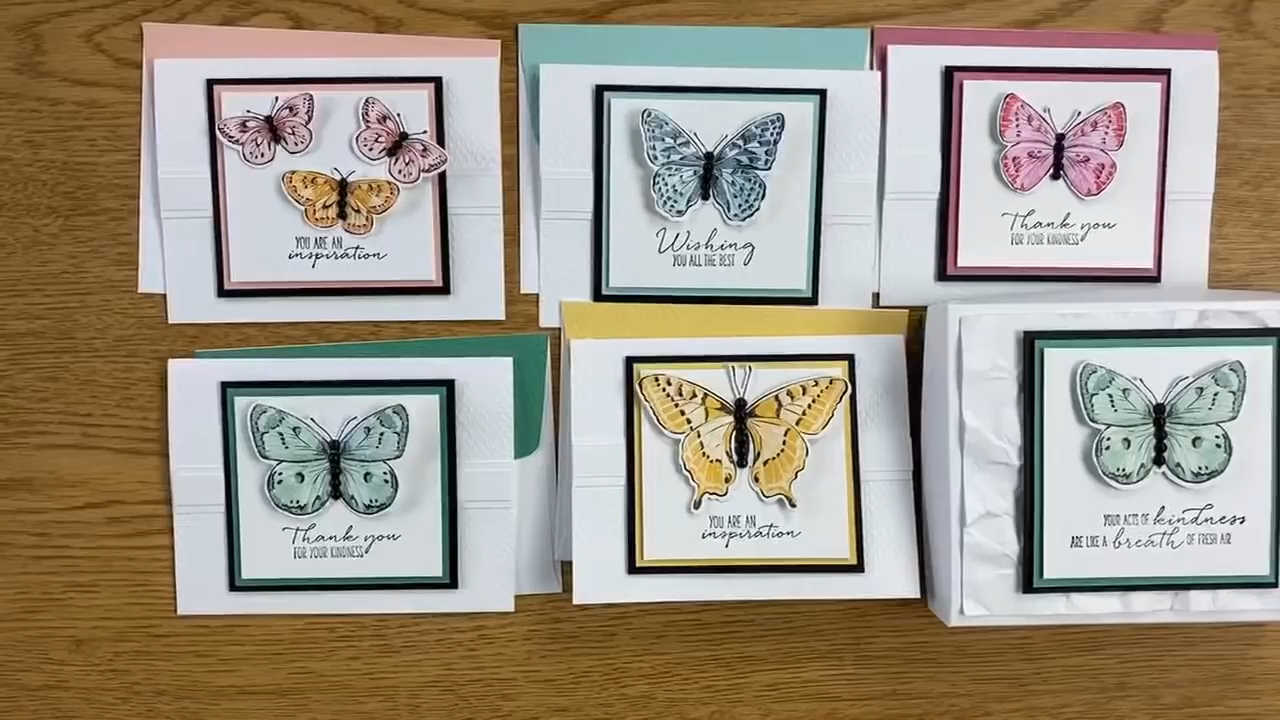 YOU ARE AN
inspiration
Wishing
YOU ALL THE BEST
Thank you
FOR YOUR KINDNESS
Thank you
FOR YOUR KINDNESS
YOU ARE AN
inspiration
YOUR ACTS OF kindness
ARE LIKE A breath OF FRESH AIR